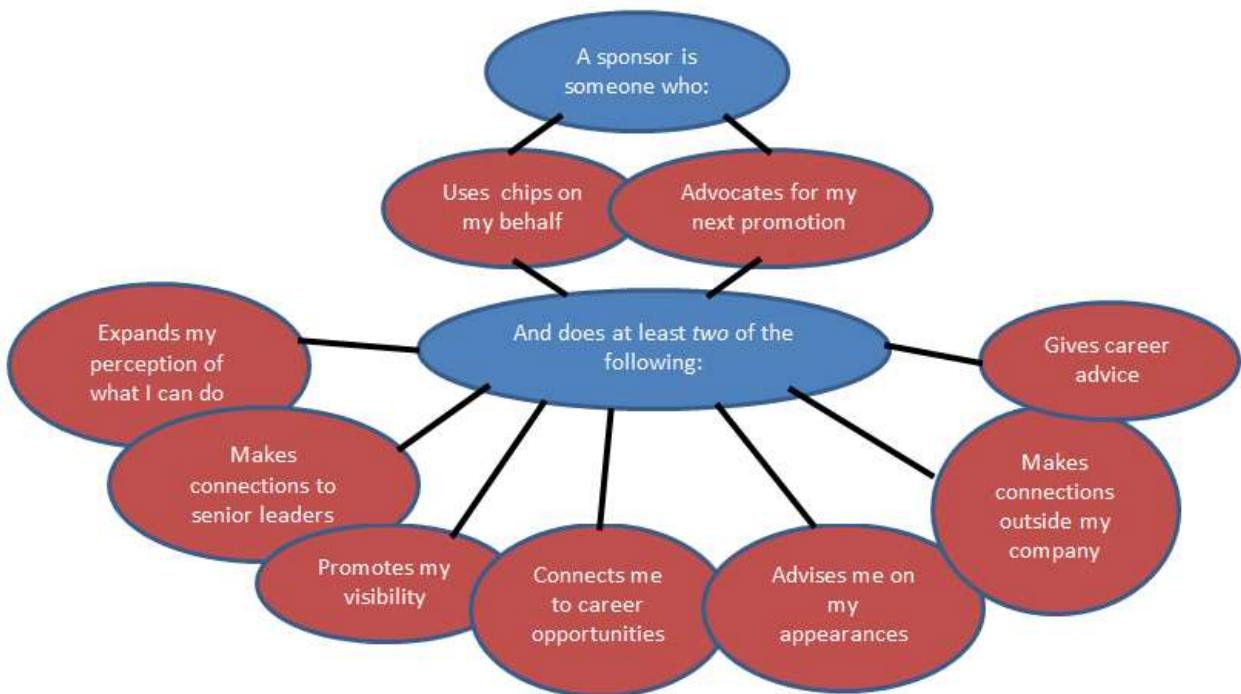 A sponsor is
someone who:
Uses chips on
my behalf
Advocates for my
next promotion
And does at least two of the
following:
Expands my
perception of
what I can do
Makes
connections to
senior leaders
Promotes my
visibility
Connects me
to career
opportunities
Advises me on
my
appearances
Makes
connections
outside my
company
Gives career
advice